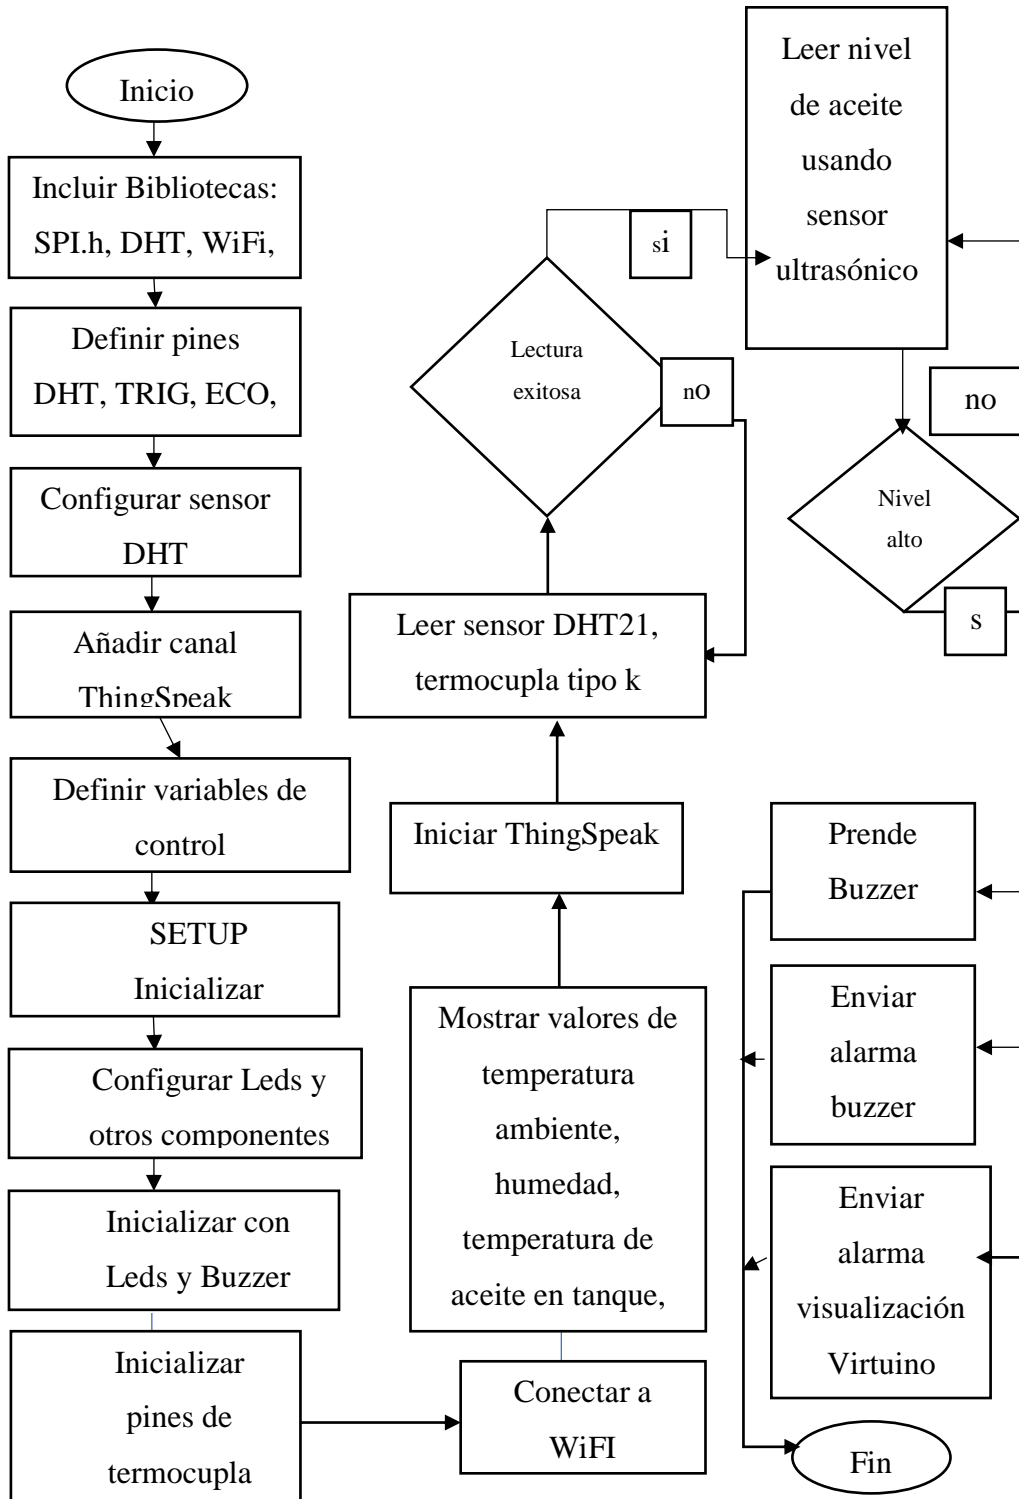 Inicio
Incluir Bibliotecas:
SPI.h, DHT, WiFi,
Definir pines
DHT, TRIG, ECO,
Configurar sensor
DHT
Añadir canal
ThingSpeak
Definir variables de
control
SETUP
Inicializar
Configurar Leds y
otros componentes
Inicializar con
Leds y Buzzer
Inicializar
pines de
termocupla
Conectar a
WiFI
Mostrar valores de
temperatura
ambiente,
humedad,
temperatura de
aceite en tanque,
Iniciar ThingSpeak
Leer sensor DHT21,
termocupla tipo k
Lectura
exitosa
si
no
Leer nivel
de aceite
usando
sensor
ultrasónico
Nivel
alto
no
s
Prende
Buzzer
Enviar
alarma
buzzer
Enviar
alarma
visualización
Virtuino
Fin